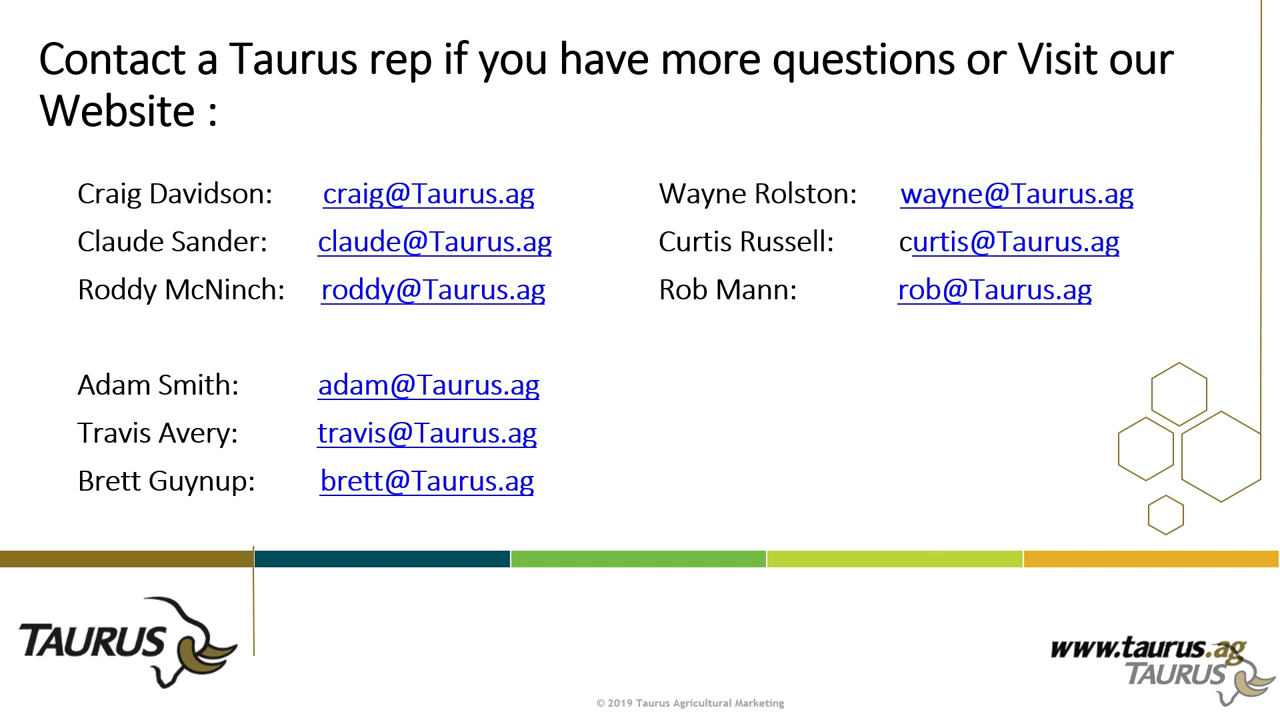 Contact a Taurus rep if you have more questions or Visit our
Website :
Craig Davidson: craig@Taurus.ag Wayne Rolston: wayne@Taurus.ag
Claude Sander: claude@Taurus.ag Curtis Russell: curtis@Taurus.ag
Roddy McNinch: roddy@Taurus.ag Rob Mann: rob@Taurus.ag
Adam Smith: adam@Taurus.ag
Travis Avery: travis@Taurus.ag
Brett Guynup: brett@Taurus.ag
TAURUS
www.taurus.ag
TAURUS
© 2019 Taurus Agricultural Marketing